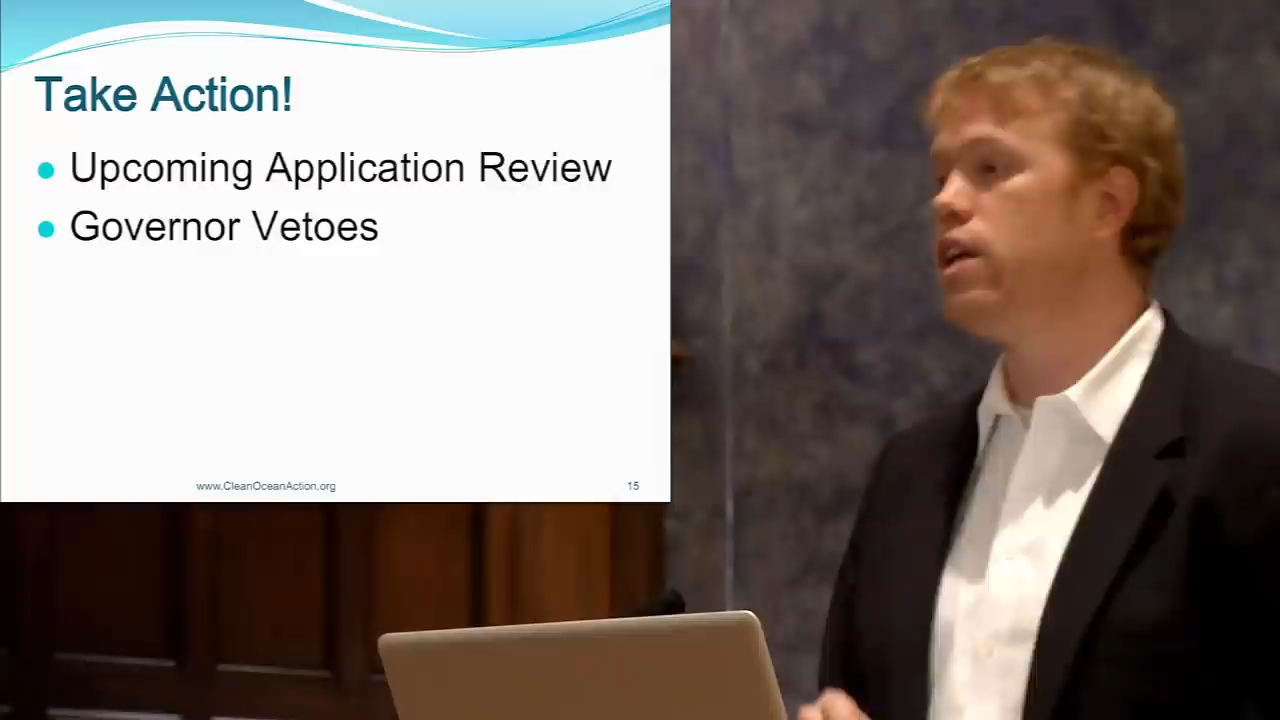 Take Action!
Upcoming Application Review
Governor Vetoes
www.CleanOceanAction.org
15